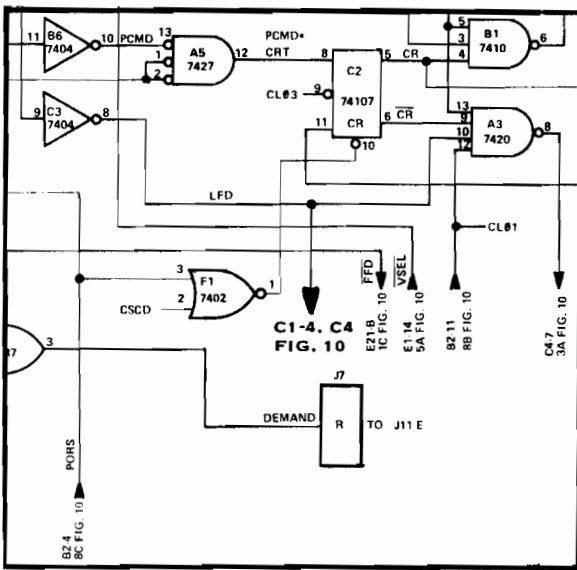 B6
11
7404
10
PCMD
13
1
2
A5
7427
12
PCMD•
CRT
8
C2
74107
5
CR
9
CLØ3
11
CR
6
CR
10
5
3
4
B1
7410
6
9
C3
7404
8
13
9
10
12
A3
7420
8
LFD
CLØ1
3
2
CSCD
F1
7402
1
C1-4, C4
FIG. 10
FFD
E21-B
1C FIG. 10
VSEL
E1-14
5A FIG. 10
B2-11
8B FIG. 10
C4-7
3A FIG. 10
3
J7
DEMAND
R
TO J11 E
PORS
B2-4
8C FIG. 10